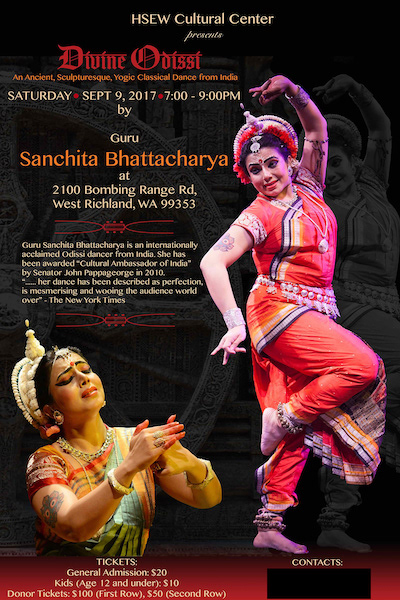 HSEW Cultural Center
presents
Divine Odissi
An Ancient, Sculpturesque, Yogic Classical Dance from India
SATURDAY • SEPT 9, 2017 • 7:00 - 9:00PM
by
Guru
Sanchita Bhattacharya
at
2100 Bombing Range Rd,
West Richland, WA 99353
Guru Sanchita Bhattacharya is an internationally
acclaimed Odissi dancer from India. She has
been awarded "Cultural Ambassador of India"
by Senator John Pappageorge in 2010.
"...... her dance has been described as perfection,
is mesmerising and wooing the audience world
over" - The New York Times
TICKETS:
General Admission: $20
Kids (Age 12 and under): $10
Donor Tickets: $100 (First Row), $50 (Second Row)
CONTACTS: